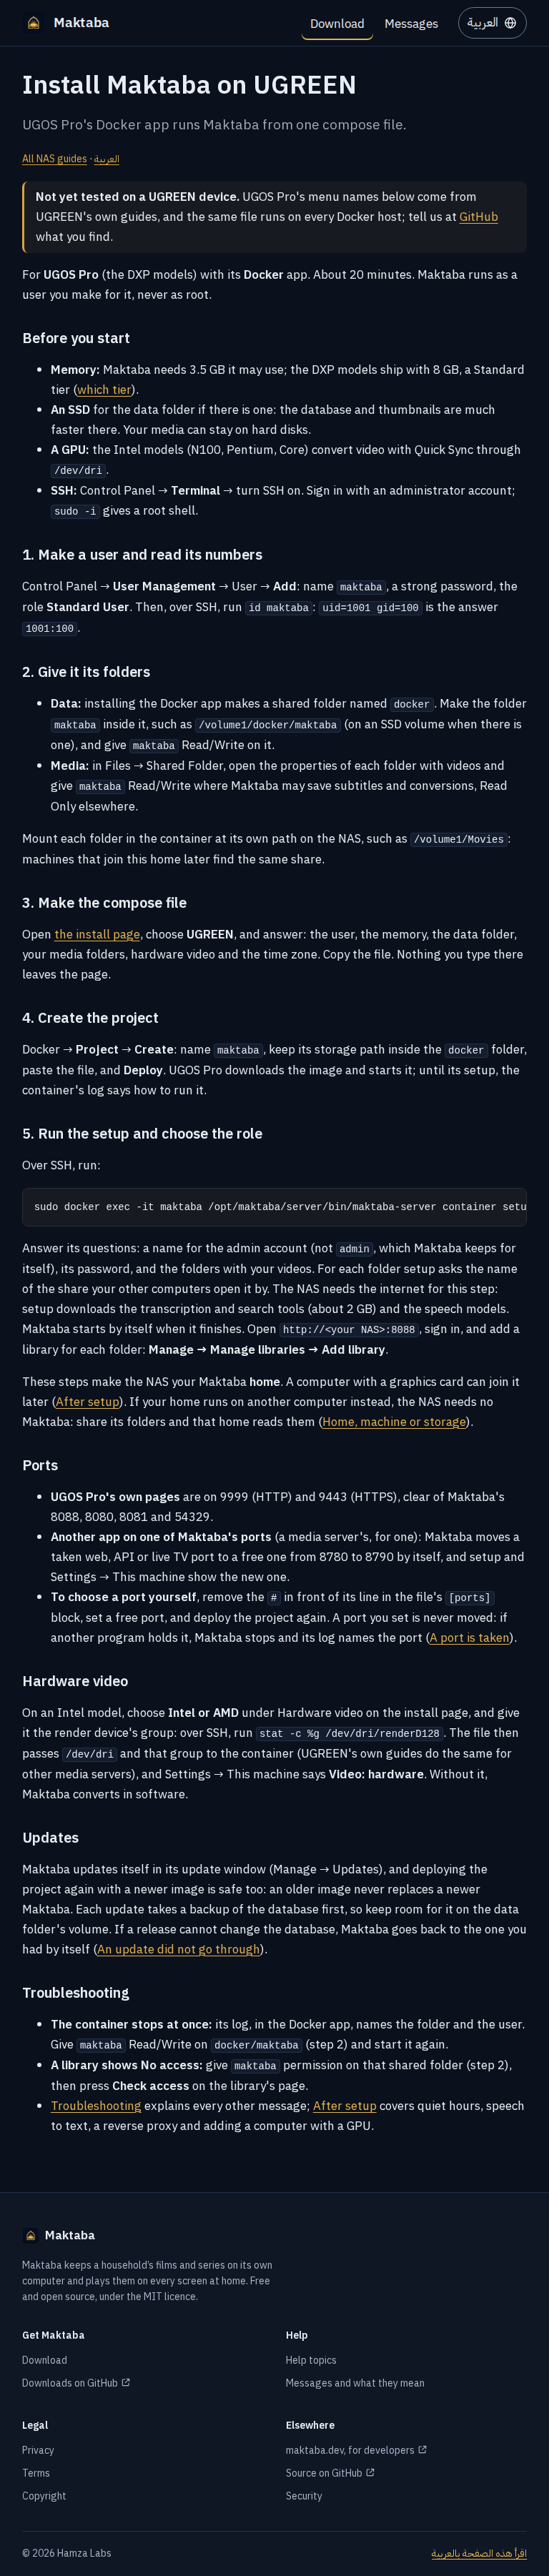 Maktaba
Download
Messages
العربية
Install Maktaba on UGREEN
UGOS Pro's Docker app runs Maktaba from one compose file.
All NAS guides · العربية
Not yet tested on a UGREEN device. UGOS Pro's menu names below come from
UGREEN's own guides, and the same file runs on every Docker host; tell us at GitHub
what you find.
For UGOS Pro (the DXP models) with its Docker app. About 20 minutes. Maktaba runs as a
user you make for it, never as root.
Before you start
• Memory: Maktaba needs 3.5 GB it may use; the DXP models ship with 8 GB, a Standard
tier (which tier).
• An SSD for the data folder if there is one: the database and thumbnails are much
faster there. Your media can stay on hard disks.
• A GPU: the Intel models (N100, Pentium, Core) convert video with Quick Sync through
/dev/dri.
• SSH: Control Panel → Terminal → turn SSH on. Sign in with an administrator account;
sudo -i gives a root shell.
1. Make a user and read its numbers
Control Panel → User Management → User → Add: name maktaba, a strong password, the
role Standard User. Then, over SSH, run id maktaba: uid=1001 gid=100 is the answer
1001:100.
2. Give it its folders
• Data: installing the Docker app makes a shared folder named docker. Make the folder
maktaba inside it, such as /volume1/docker/maktaba (on an SSD volume when there is
one), and give maktaba Read/Write on it.
• Media: in Files → Shared Folder, open the properties of each folder with videos and
give maktaba Read/Write where Maktaba may save subtitles and conversions, Read
Only elsewhere.
Mount each folder in the container at its own path on the NAS, such as /volume1/Movies:
machines that join this home later find the same share.
3. Make the compose file
Open the install page, choose UGREEN, and answer: the user, the memory, the data folder,
your media folders, hardware video and the time zone. Copy the file. Nothing you type there
leaves the page.
4. Create the project
Docker → Project → Create: name maktaba, keep its storage path inside the docker folder,
paste the file, and Deploy. UGOS Pro downloads the image and starts it; until its setup, the
container's log says how to run it.
5. Run the setup and choose the role
Over SSH, run:
sudo docker exec -it maktaba /opt/maktaba/server/bin/maktaba-server container setu
Answer its questions: a name for the admin account (not admin, which Maktaba keeps for
itself), its password, and the folders with your videos. For each folder setup asks the name
of the share your other computers open it by. The NAS needs the internet for this step:
setup downloads the transcription and search tools (about 2 GB) and the speech models.
Maktaba starts by itself when it finishes. Open http://<your NAS>:8088, sign in, and add a
library for each folder: Manage → Manage libraries → Add library.
These steps make the NAS your Maktaba home. A computer with a graphics card can join it
later (After setup). If your home runs on another computer instead, the NAS needs no
Maktaba: share its folders and that home reads them (Home, machine or storage).
Ports
• UGOS Pro's own pages are on 9999 (HTTP) and 9443 (HTTPS), clear of Maktaba's
8088, 8080, 8081 and 54329.
• Another app on one of Maktaba's ports (a media server's, for one): Maktaba moves a
taken web, API or live TV port to a free one from 8780 to 8790 by itself, and setup and
Settings → This machine show the new one.
• To choose a port yourself, remove the # in front of its line in the file's [ports]
block, set a free port, and deploy the project again. A port you set is never moved: if
another program holds it, Maktaba stops and its log names the port (A port is taken).
Hardware video
On an Intel model, choose Intel or AMD under Hardware video on the install page, and give
it the render device's group: over SSH, run stat -c %g /dev/dri/renderD128. The file then
passes /dev/dri and that group to the container (UGREEN's own guides do the same for
other media servers), and Settings → This machine says Video: hardware. Without it,
Maktaba converts in software.
Updates
Maktaba updates itself in its update window (Manage → Updates), and deploying the
project again with a newer image is safe too: an older image never replaces a newer
Maktaba. Each update takes a backup of the database first, so keep room for it on the data
folder's volume. If a release cannot change the database, Maktaba goes back to the one you
had by itself (An update did not go through).
Troubleshooting
• The container stops at once: its log, in the Docker app, names the folder and the user.
Give maktaba Read/Write on docker/maktaba (step 2) and start it again.
• A library shows No access: give maktaba permission on that shared folder (step 2),
then press Check access on the library's page.
• Troubleshooting explains every other message; After setup covers quiet hours, speech
to text, a reverse proxy and adding a computer with a GPU.
Maktaba
Maktaba keeps a household's films and series on its own
computer and plays them on every screen at home. Free
and open source, under the MIT licence.
Get Maktaba
Download
Downloads on GitHub
Help
Help topics
Messages and what they mean
Legal
Privacy
Terms
Copyright
Elsewhere
maktaba.dev, for developers
Source on GitHub
Security
© 2026 Hamza Labs
اقرأ هذه الصفحة بالعربية